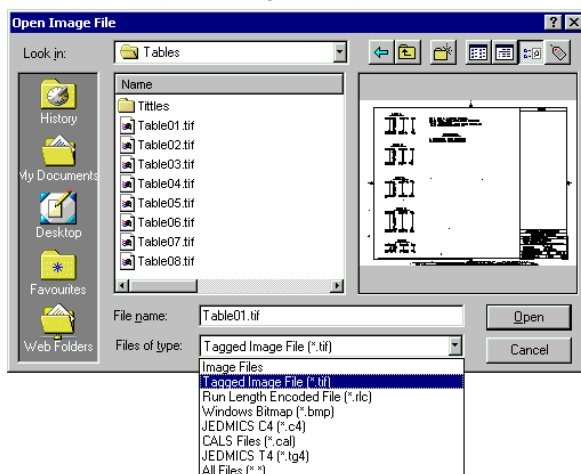 Open Image File
Look in:
Tables
History
My Documents
Desktop
Favourites
Web Folders
Name
Tittles
Table01.tif
Table02.tif
Table03.tif
Table04.tif
Table05.tif
Table06.tif
Table07.tif
Table08.tif
File name:
Table01.tif
Open
Files of type:
Tagged Image File (*.tif)
Cancel
Image Files
Tagged Image File (*.tif)
Run Length Encoded File (*.rlc)
Windows Bitmap (*.bmp)
JEDMICS C4 (*.c4)
CALS Files (*.cal)
JEDMICS T4 (*.tg4)
All Files (*.*)